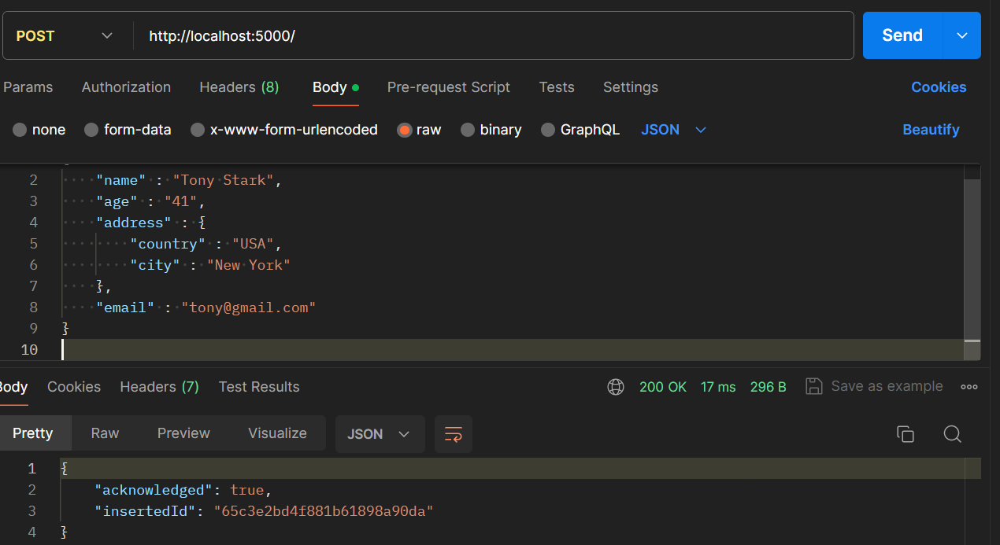 POST http://localhost:5000/ Send
Params Authorization Headers (8) Body Pre-request Script Tests Settings Cookies
none form-data x-www-form-urlencoded raw binary GraphQL JSON Beautify
2 "name" : "Tony Stark",
3 "age" : "41",
4 "address" : {
5 "country" : "USA",
6 "city" : "New York"
7 },
8 "email" : "tony@gmail.com"
9 }
10
Body Cookies Headers (7) Test Results 200 OK 17 ms 296 B Save as example
Pretty Raw Preview Visualize JSON
1 {
2 "acknowledged": true,
3 "insertedId": "65c3e2bd4f881b61898a90da"
4 }